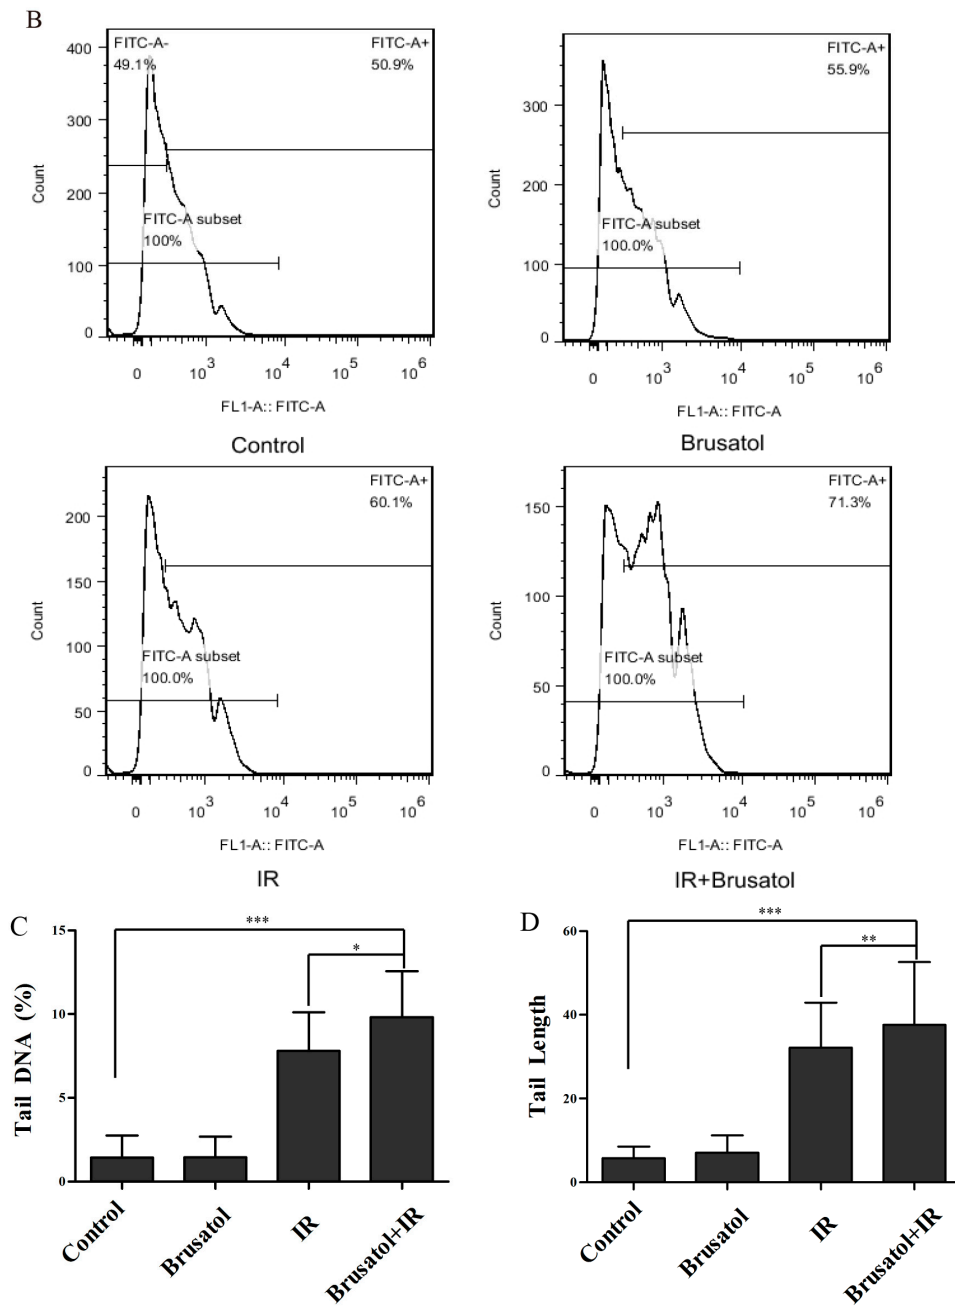 B
FITC-A-
49.1%
FITC-A+
50.9%
400
300
200
100
0
Count
FITC-A subset
100%
0 10^3 10^4 10^5 10^6
FL1-A:: FITC-A
Control
FITC-A+
55.9%
300
200
100
0
Count
FITC-A subset
100.0%
0 10^3 10^4 10^5 10^6
FL1-A:: FITC-A
Brusatol
FITC-A+
60.1%
200
150
100
50
0
Count
FITC-A subset
100.0%
0 10^3 10^4 10^5 10^6
FL1-A:: FITC-A
IR
FITC-A+
71.3%
150
100
50
0
Count
FITC-A subset
100.0%
0 10^3 10^4 10^5 10^6
FL1-A:: FITC-A
IR+Brusatol
C
***
*
15
10
5
0
Tail DNA (%)
Control
Brusatol
IR
Brusatol+IR
D
***
**
60
40
20
0
Tail Length
Control
Brusatol
IR
Brusatol+IR